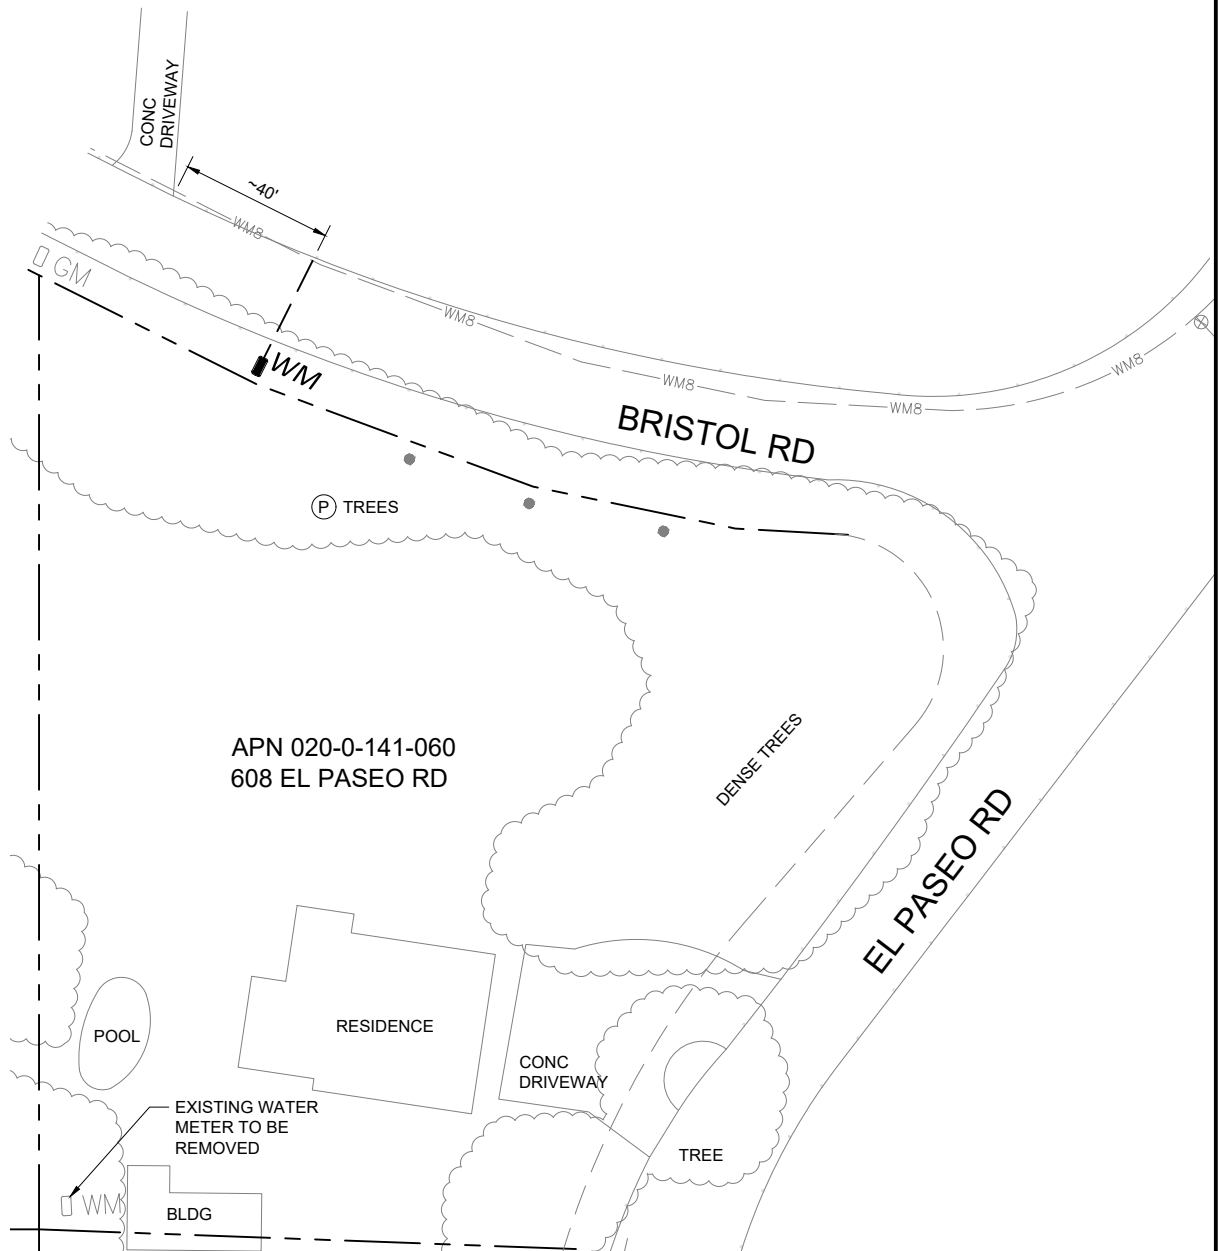 CONC
DRIVEWAY
~40'
WM8
GM
WM8
WM
WM8
WM8
WM8
BRISTOL RD
P TREES
APN 020-0-141-060
608 EL PASEO RD
DENSE TREES
EL PASEO RD
RESIDENCE
POOL
CONC
DRIVEWAY
EXISTING WATER
METER TO BE
REMOVED
TREE
WM
BLDG